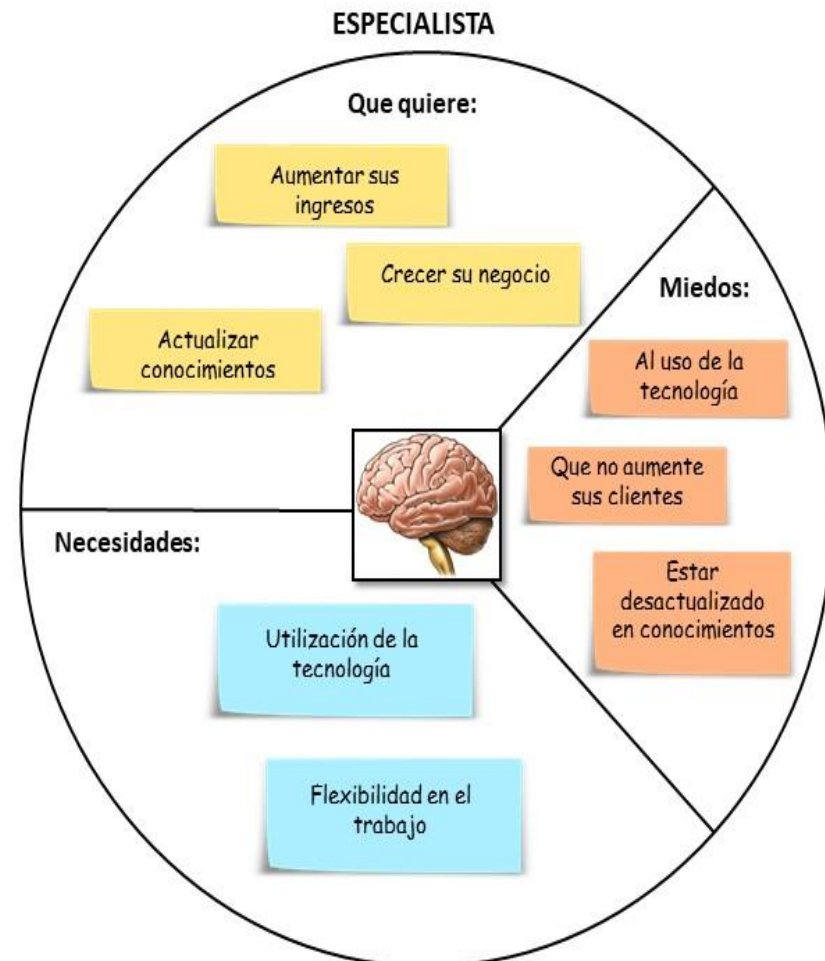 ESPECIALISTA
Que quiere:
Aumentar sus
ingresos
Crecer su negocio
Actualizar
conocimientos
Miedos:
Al uso de la
tecnología
Que no aumente
sus clientes
Estar
desactualizado
en conocimientos
Necesidades:
Utilización de la
tecnología
Flexibilidad en el
trabajo